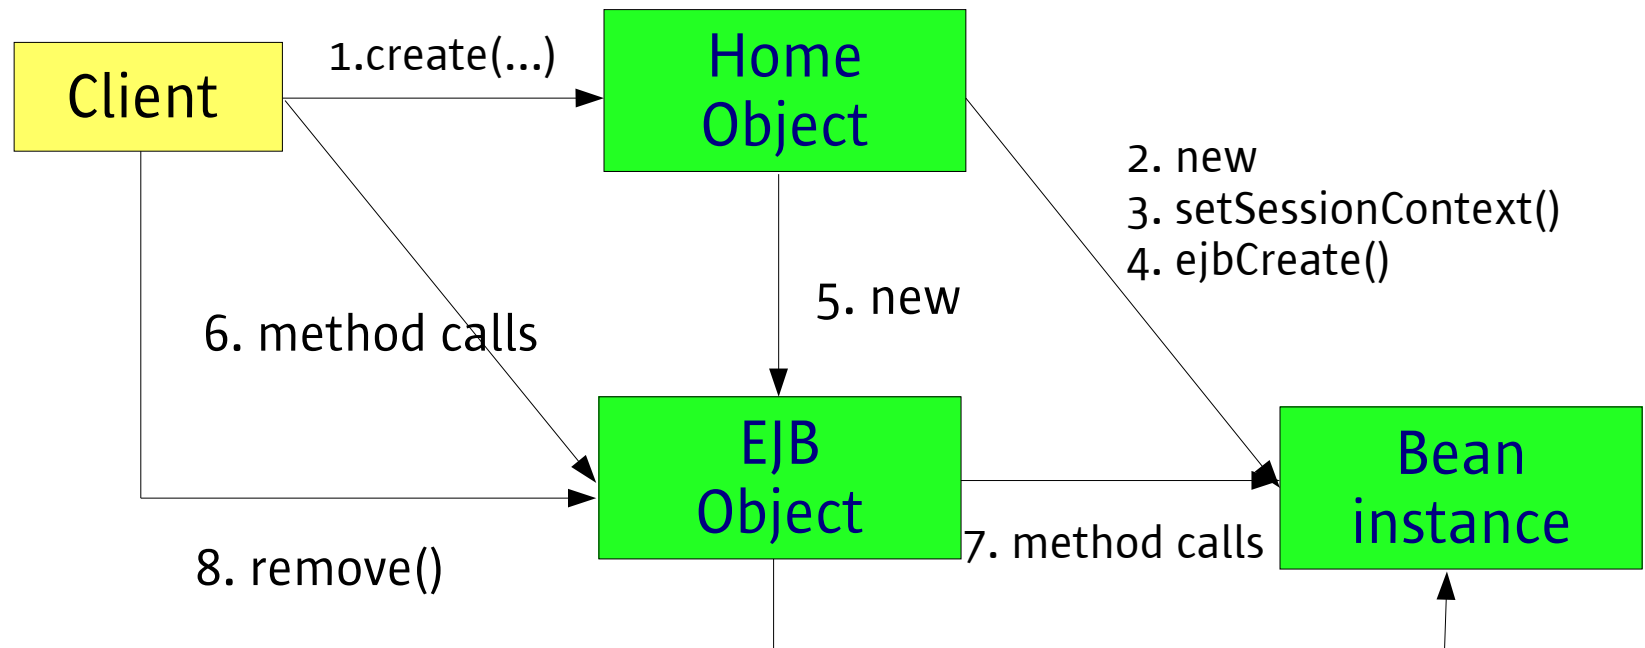 Client
1.create(...)
Home
Object
2. new
3. setSessionContext()
4. ejbCreate()
5. new
6. method calls
EJB
Object
Bean
instance
7. method calls
8. remove()